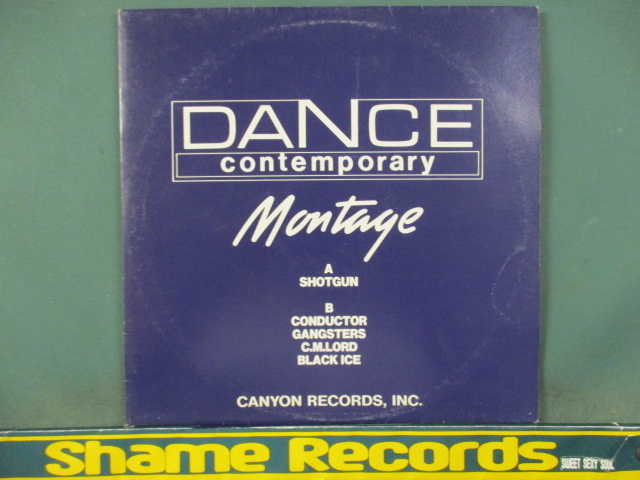 DANCE
contemporary
Montage
A
SHOTGUN
B
CONDUCTOR
GANGSTERS
C.M.LORD
BLACK ICE
CANYON RECORDS, INC.
Shame Records
SWEET SEXY SOUL